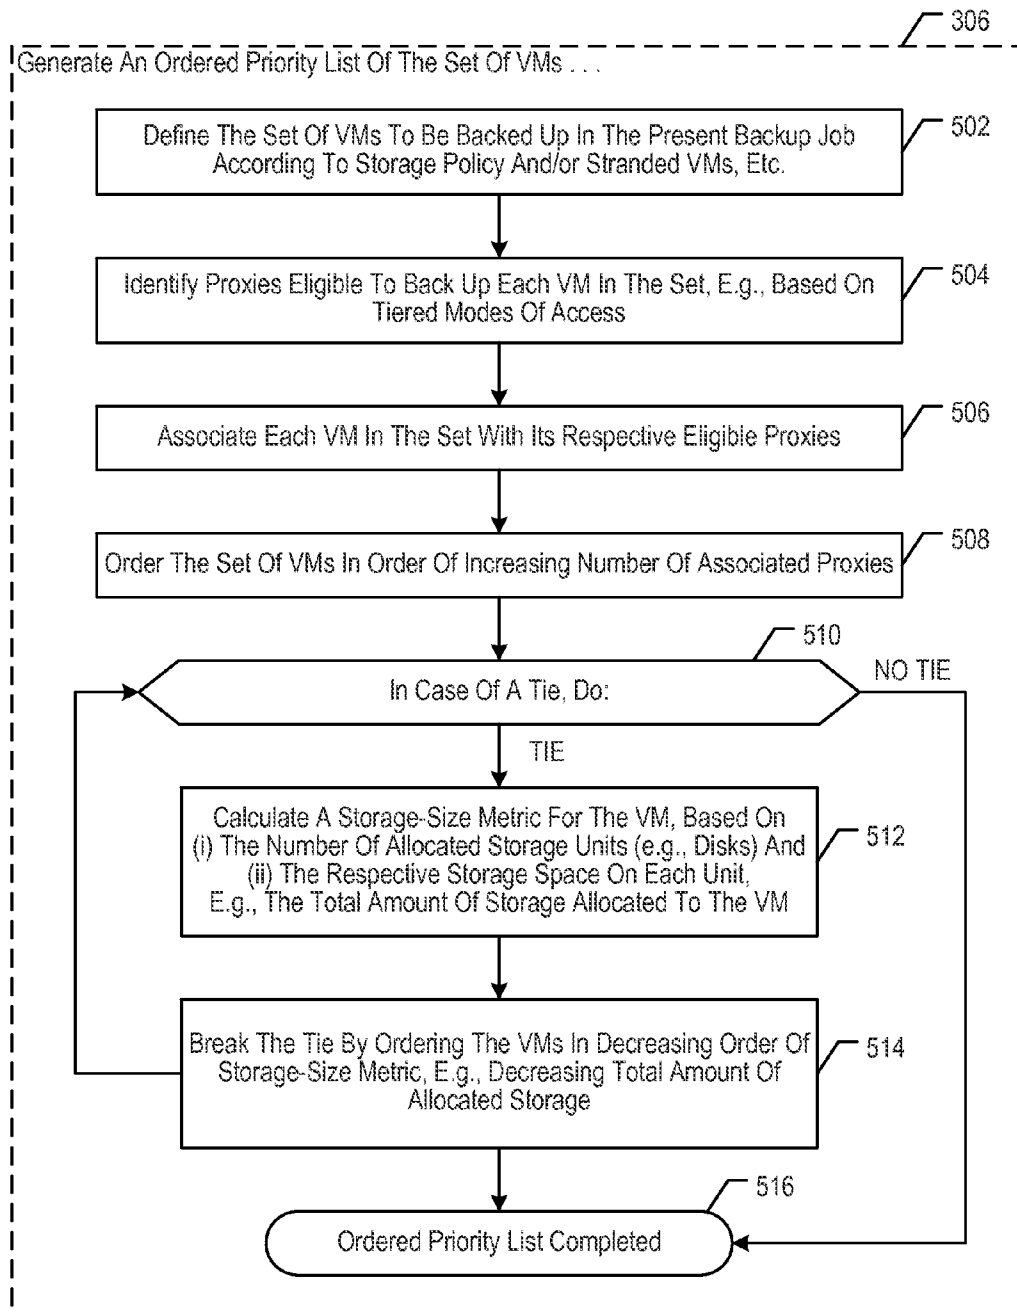 306
Generate An Ordered Priority List Of The Set Of VMs . . .
Define The Set Of VMs To Be Backed Up In The Present Backup Job
According To Storage Policy And/or Stranded VMs, Etc.
502
Identify Proxies Eligible To Back Up Each VM In The Set, E.g., Based On
Tiered Modes Of Access
504
Associate Each VM In The Set With Its Respective Eligible Proxies
506
Order The Set Of VMs In Order Of Increasing Number Of Associated Proxies
508
510
In Case Of A Tie, Do:
NO TIE
TIE
Calculate A Storage-Size Metric For The VM, Based On
(i) The Number Of Allocated Storage Units (e.g., Disks) And
(ii) The Respective Storage Space On Each Unit,
E.g., The Total Amount Of Storage Allocated To The VM
512
Break The Tie By Ordering The VMs In Decreasing Order Of
Storage-Size Metric, E.g., Decreasing Total Amount Of
Allocated Storage
514
516
Ordered Priority List Completed